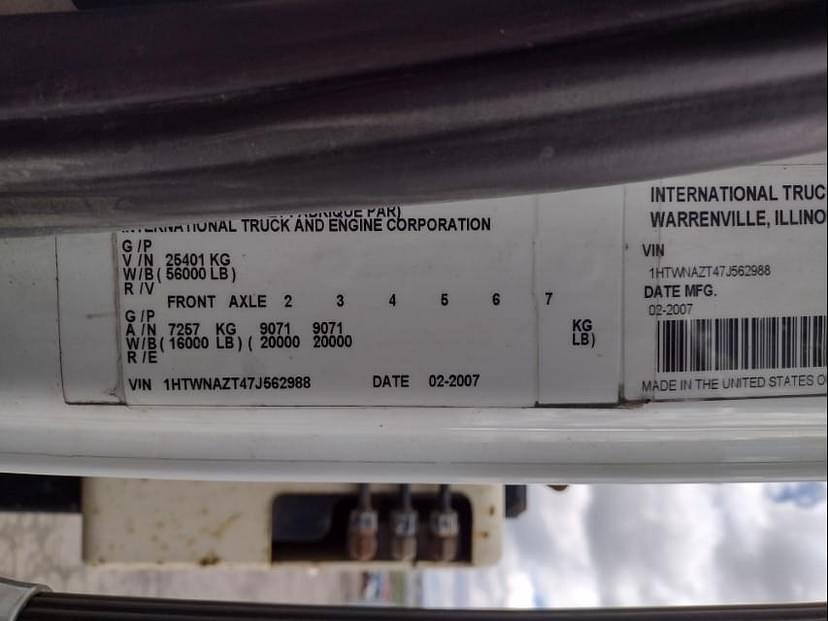 FABRIQUE PAR)
INTERNATIONAL TRUCK AND ENGINE CORPORATION
G/P
V/N 25401 KG
W/B( 56000 LB)
R/V
FRONT AXLE 2 3 4 5 6 7
G/P
A/N 7257 KG 9071 9071 KG
W/B( 16000 LB) ( 20000 20000 LB)
R/E
VIN 1HTWNAZT47J562988 DATE 02-2007
INTERNATIONAL TRUC
WARRENVILLE, ILLINO
VIN
1HTWNAZT47J562988
DATE MFG.
02-2007
MADE IN THE UNITED STATES O